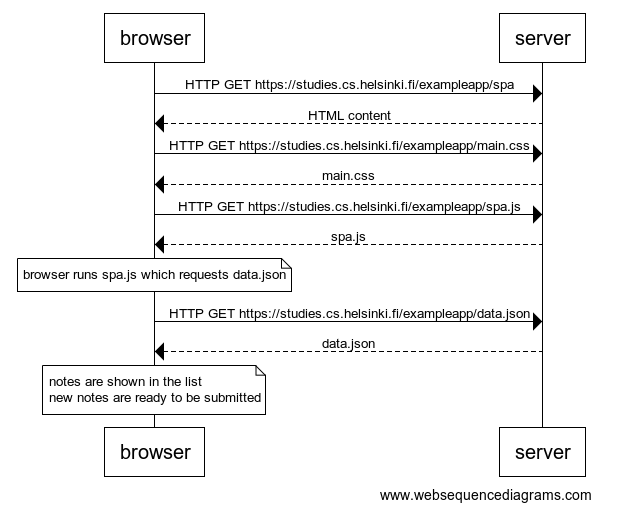 browser
server
HTTP GET https://studies.cs.helsinki.fi/exampleapp/spa
HTML content
HTTP GET https://studies.cs.helsinki.fi/exampleapp/main.css
main.css
HTTP GET https://studies.cs.helsinki.fi/exampleapp/spa.js
spa.js
browser runs spa.js which requests data.json
HTTP GET https://studies.cs.helsinki.fi/exampleapp/data.json
data.json
notes are shown in the list
new notes are ready to be submitted
browser
server
www.websequencediagrams.com